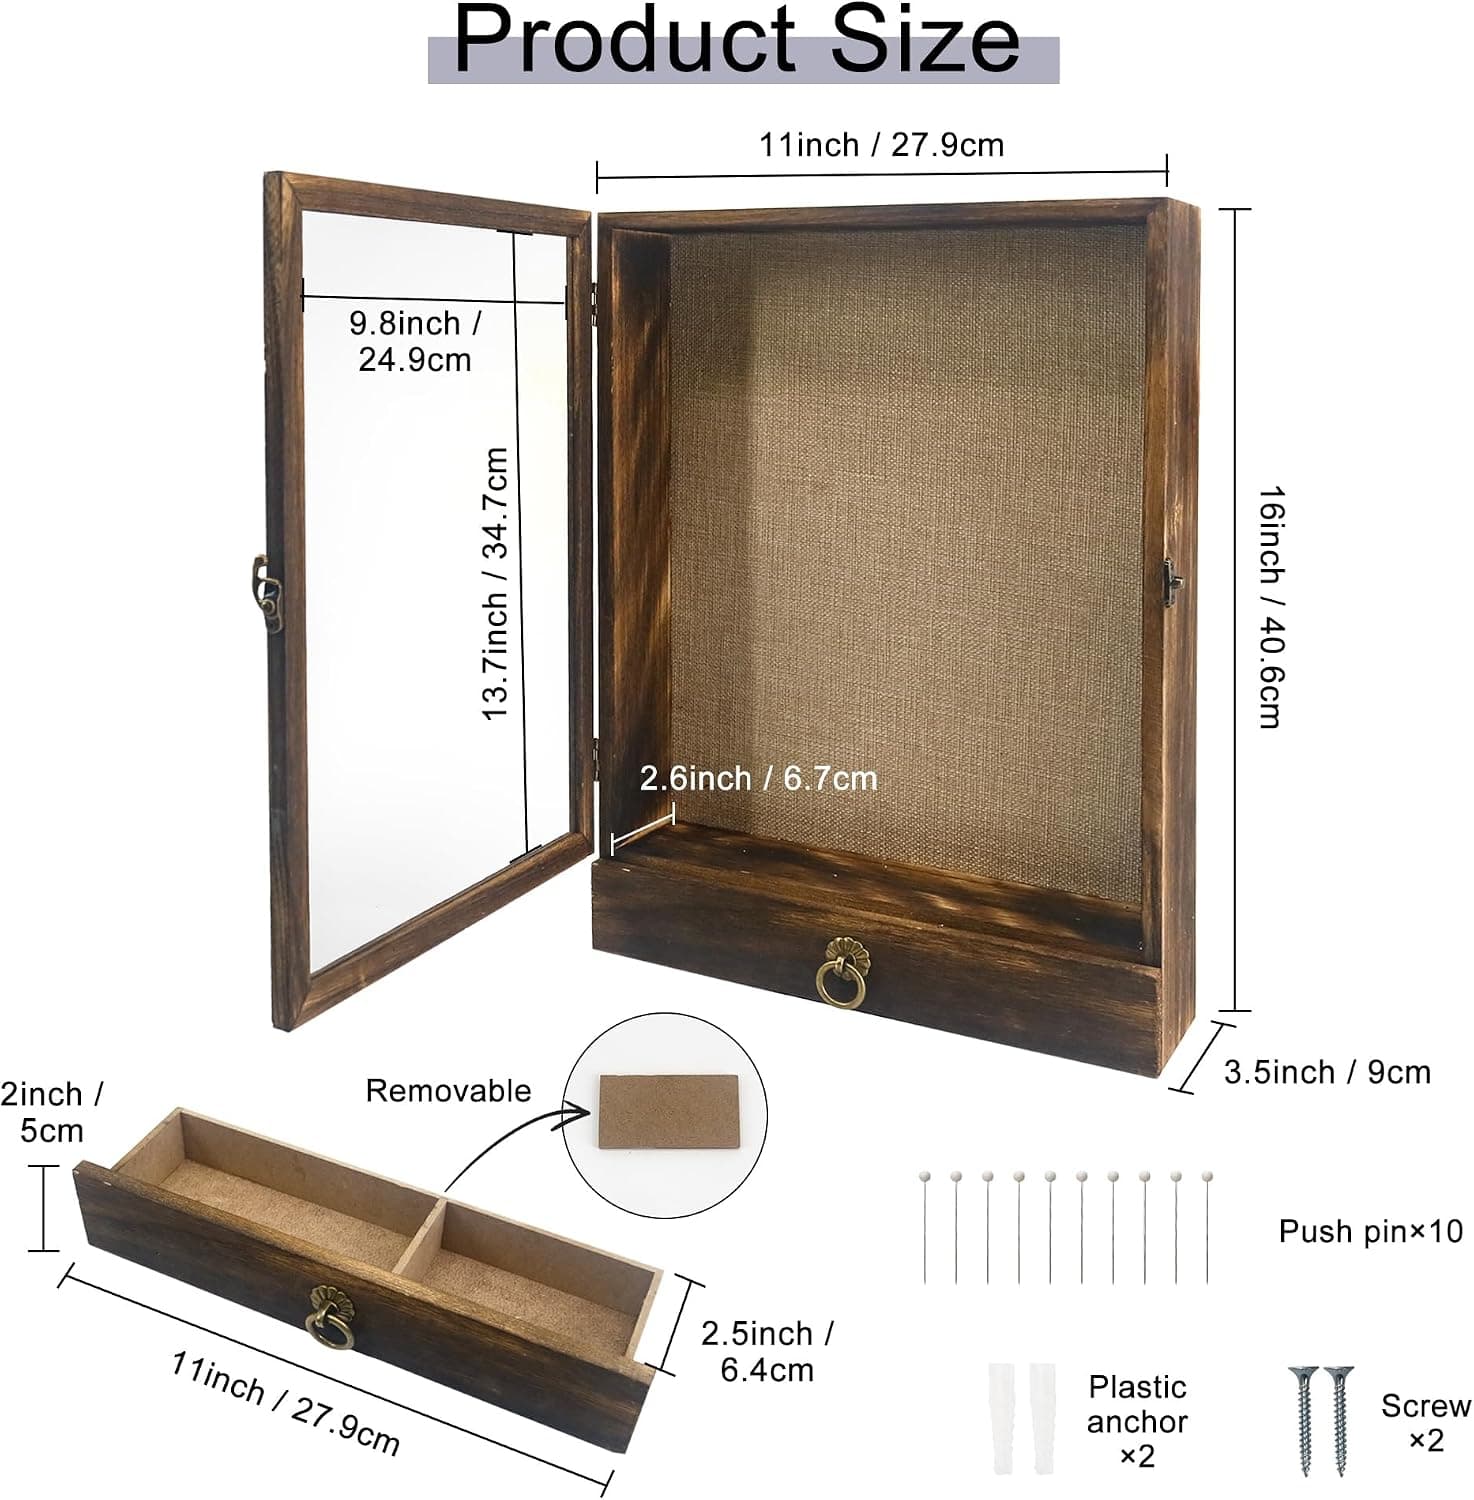 Product Size
11inch / 27.9cm
9.8inch /
24.9cm
13.7inch / 34.7cm
16inch / 40.6cm
2.6inch / 6.7cm
3.5inch / 9cm
2inch /
5cm
Removable
11inch / 27.9cm
2.5inch /
6.4cm
Push pin×10
Plastic
anchor
×2
Screw
×2